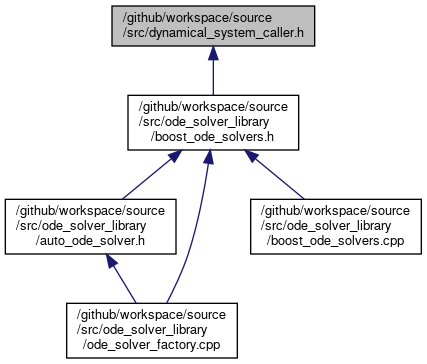 /github/workspace/source
/src/dynamical_system_caller.h
/github/workspace/source
/src/ode_solver_library
/boost_ode_solvers.h
/github/workspace/source
/src/ode_solver_library
/auto_ode_solver.h
/github/workspace/source
/src/ode_solver_library
/boost_ode_solvers.cpp
/github/workspace/source
/src/ode_solver_library
/ode_solver_factory.cpp